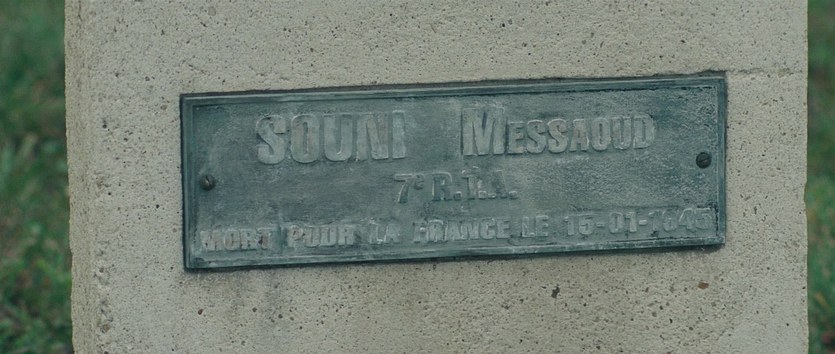 SOUNI MESSAOUD
7e R.T.A.
MORT POUR LA FRANCE LE 15-01-1945